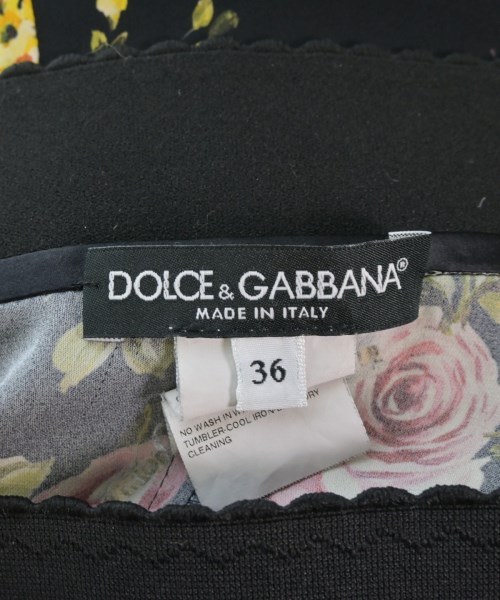 DOLCE & GABBANA®
MADE IN ITALY
36
NO WASH IN
TUMBLER-COOL IRON
CLEANING